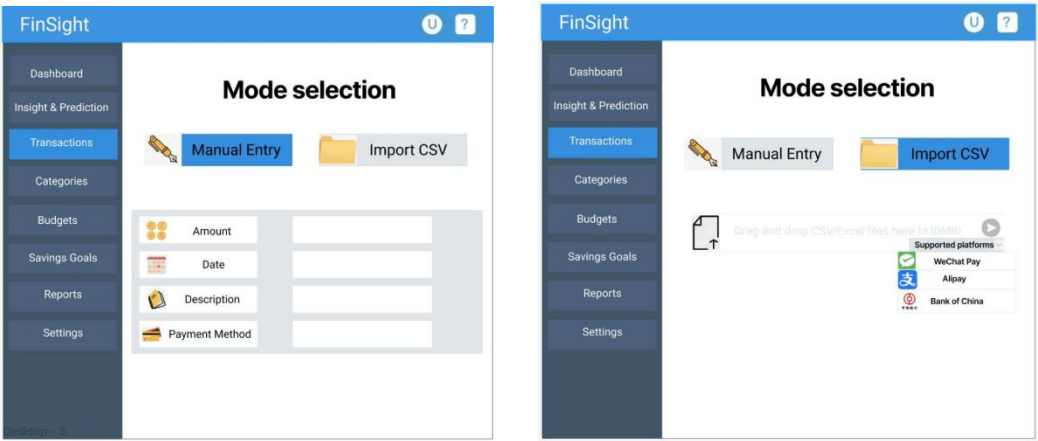 FinSight
U
?
Dashboard
Insight & Prediction
Transactions
Categories
Budgets
Savings Goals
Reports
Settings
Desktop - 3
Mode selection
Manual Entry
Import CSV
Amount
Date
Description
Payment Method
FinSight
U
?
Dashboard
Insight & Prediction
Transactions
Categories
Budgets
Savings Goals
Reports
Settings
Mode selection
Manual Entry
Import CSV
Drag and drop CSV/Excel files here (≤10MB)
Supported platforms
WeChat Pay
支
Alipay
Bank of China